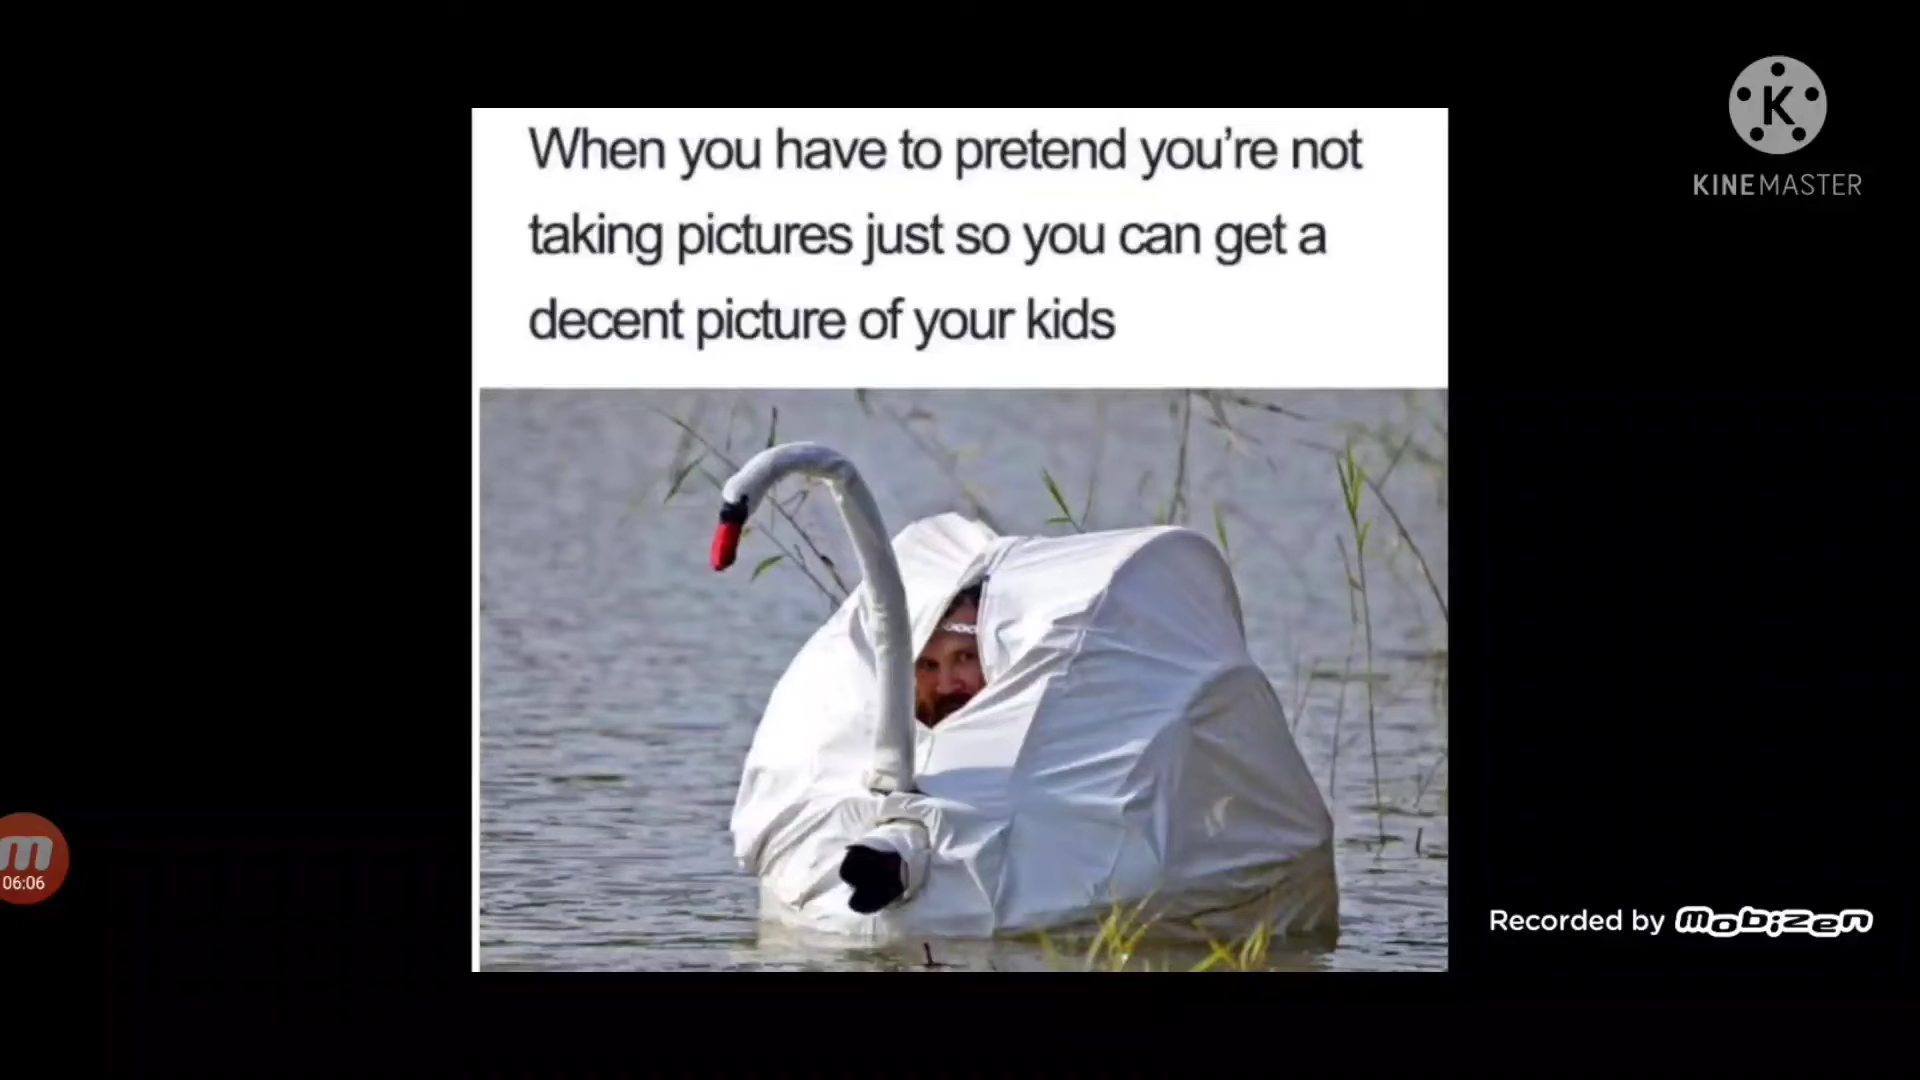 When you have to pretend you're not
taking pictures just so you can get a
decent picture of your kids
K
KINEMASTER
m
06:06
Recorded by Mobizen